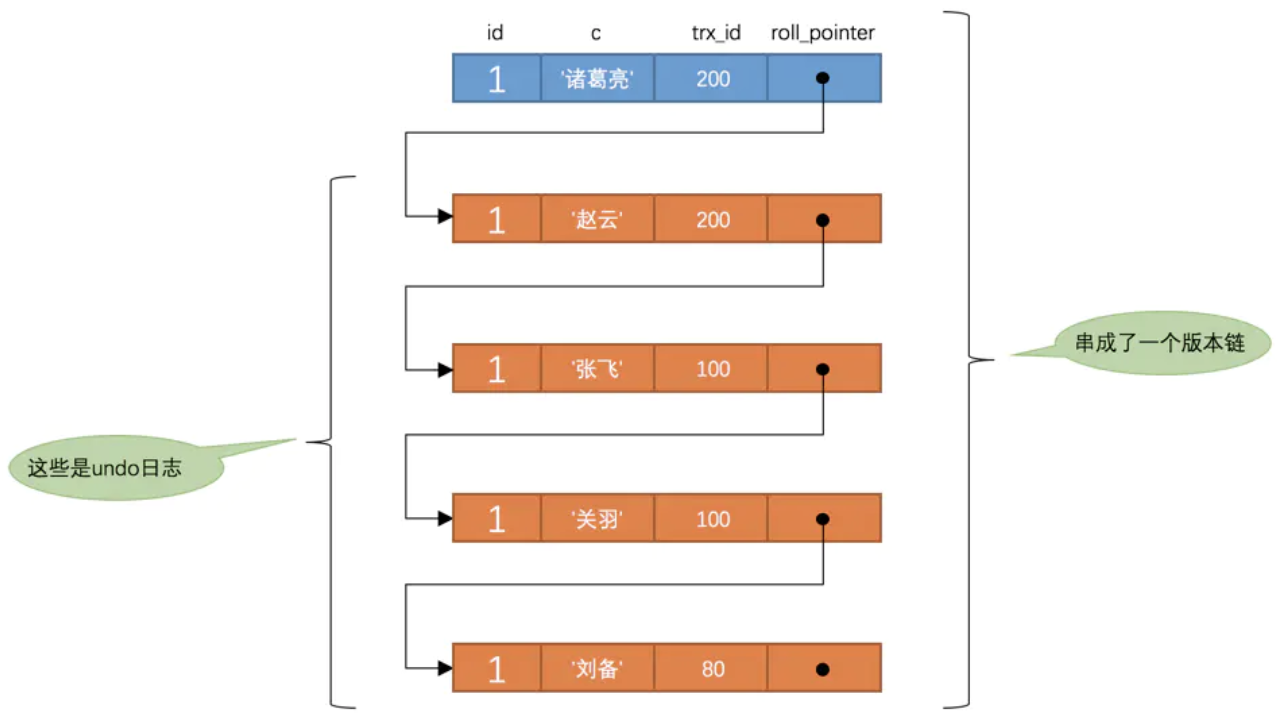 id c trx_id roll_pointer
1 '诸葛亮' 200
1 '赵云' 200
串成了一个版本链
1 '张飞' 100
这些是undo日志
1 '关羽' 100
1 '刘备' 80